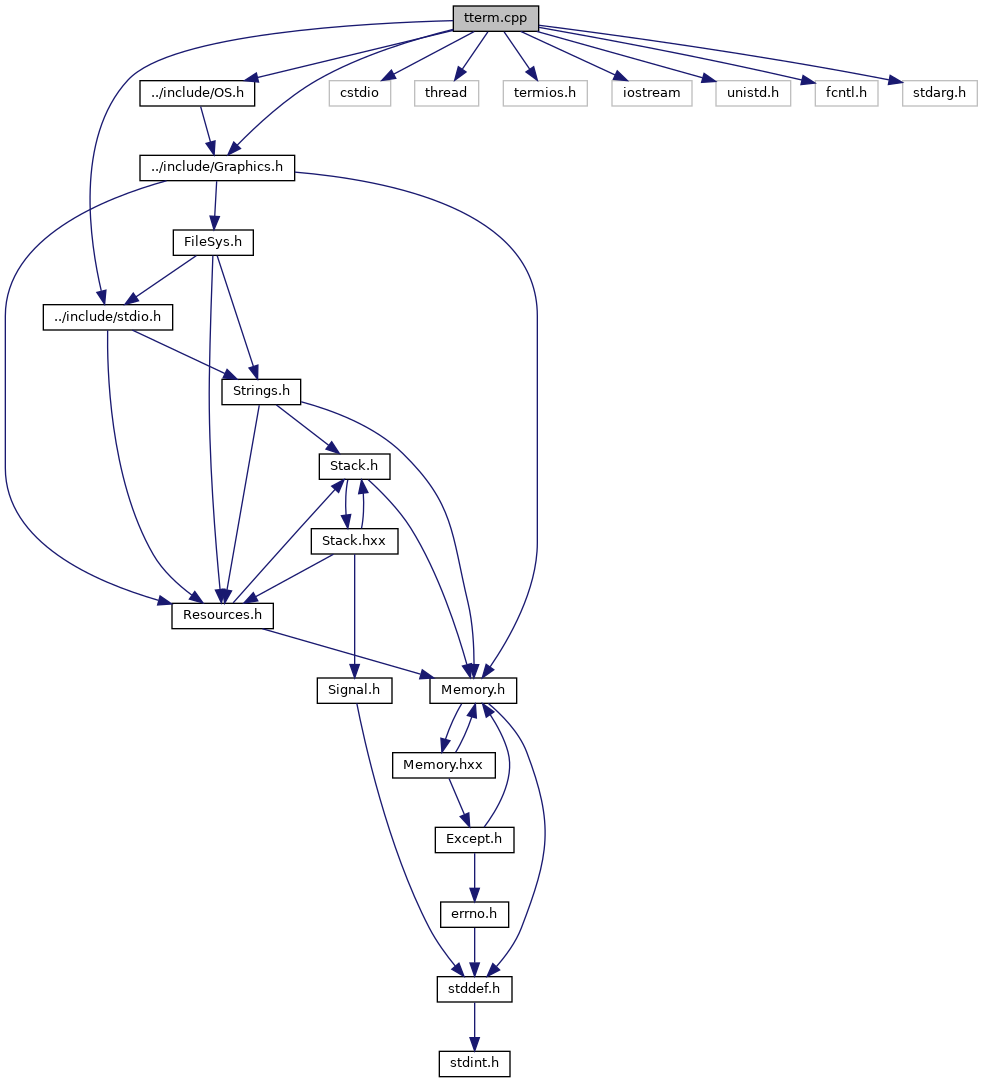 tterm.cpp
../include/OS.h
cstdio
thread
termios.h
iostream
unistd.h
fcntl.h
stdarg.h
../include/Graphics.h
FileSys.h
../include/stdio.h
Strings.h
Stack.h
Stack.hxx
Resources.h
Signal.h
Memory.h
Memory.hxx
Except.h
errno.h
stddef.h
stdint.h